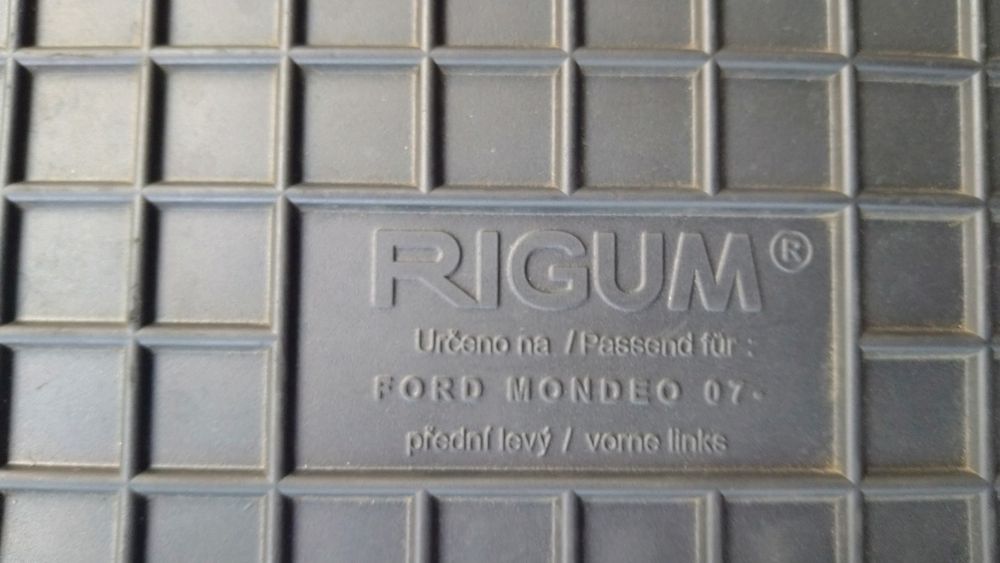 RIGUM®
Určeno na / Passend für :
FORD MONDEO 07-
přední levý / vorne links